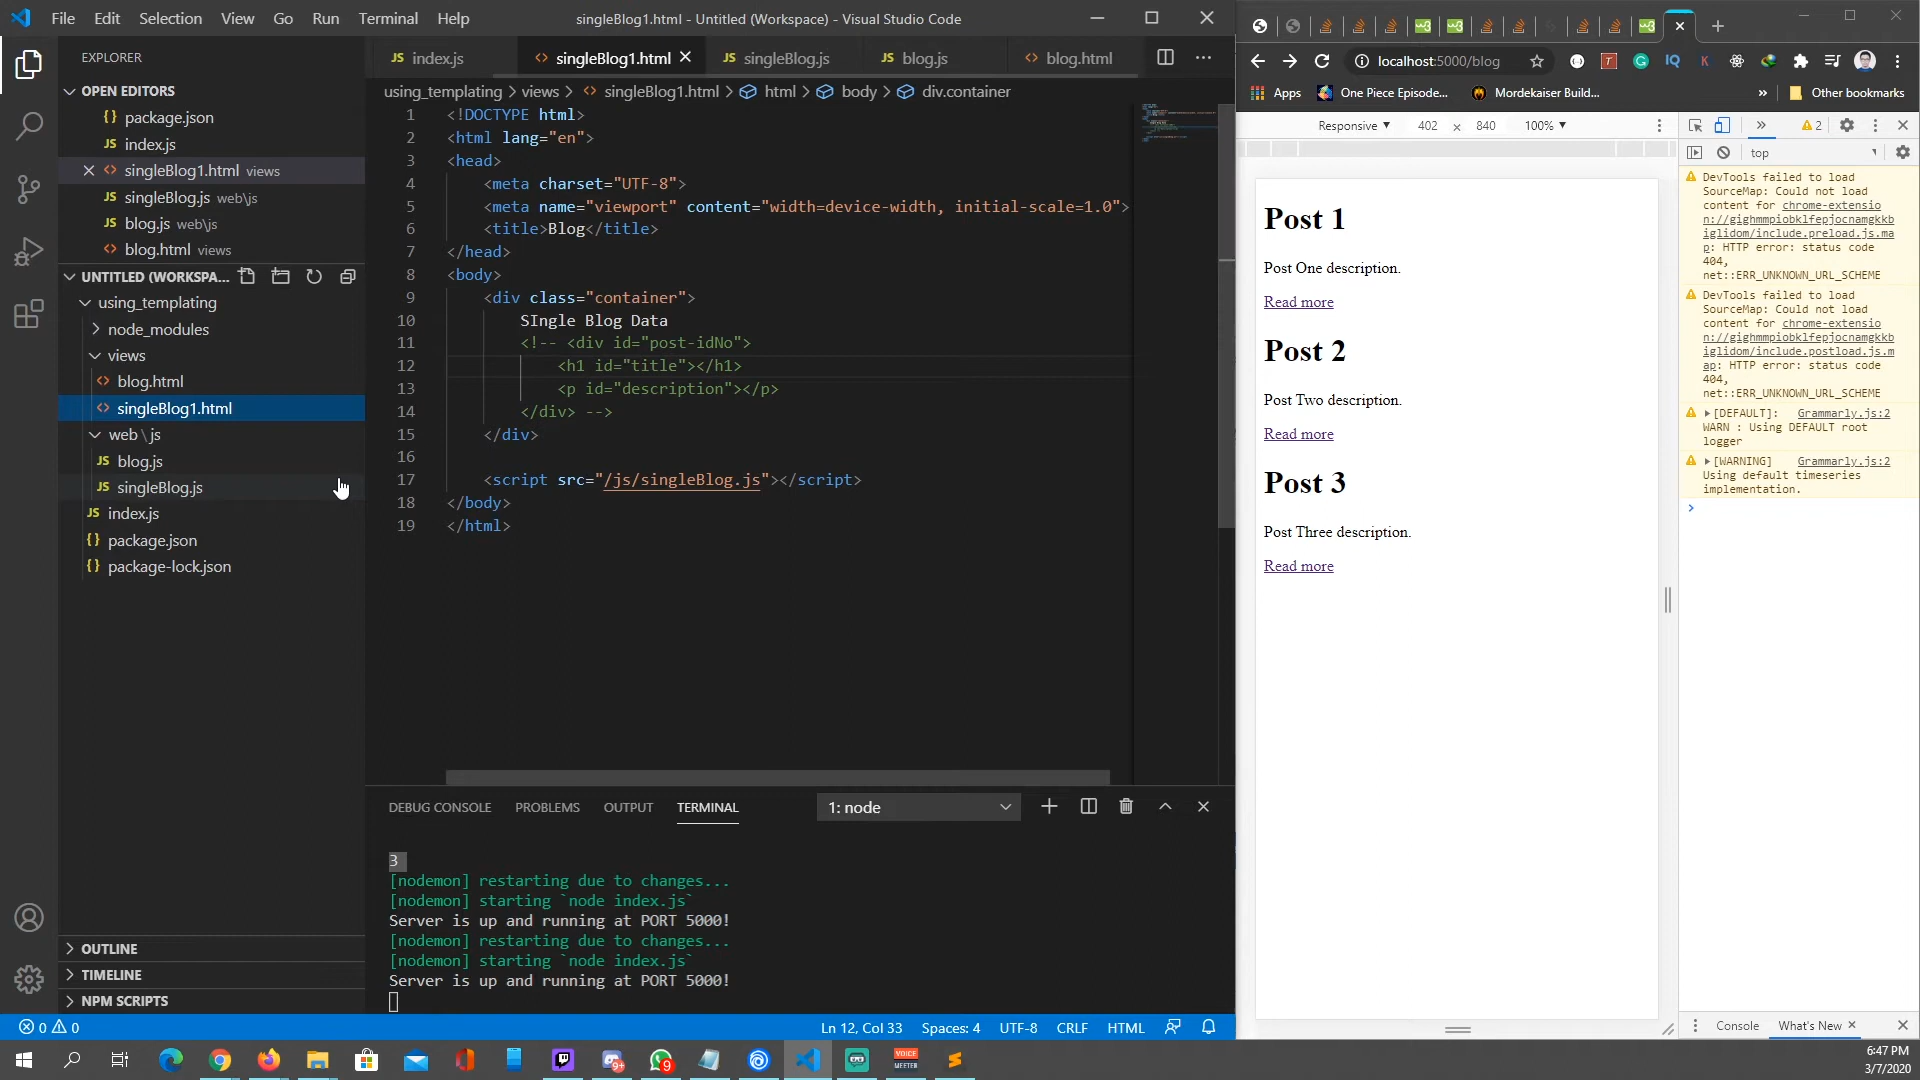 File Edit Selection View Go Run Terminal Help
singleBlog1.html - Untitled (Workspace) - Visual Studio Code
EXPLORER
OPEN EDITORS
package.json
index.js
singleBlog1.html views
singleBlog.js web\js
blog.js web\js
blog.html views
UNTITLED (WORKSPA...
using_templating
node_modules
views
blog.html
singleBlog1.html
web \ js
blog.js
singleBlog.js
index.js
package.json
package-lock.json
OUTLINE
TIMELINE
NPM SCRIPTS
index.js singleBlog1.html singleBlog.js blog.js blog.html
using_templating > views > singleBlog1.html > html > body > div.container
1 <!DOCTYPE html>
2 <html lang="en">
3 <head>
4 <meta charset="UTF-8">
5 <meta name="viewport" content="width=device-width, initial-scale=1.0">
6 <title>Blog</title>
7 </head>
8 <body>
9 <div class="container">
10 SIngle Blog Data
11 <!-- <div id="post-idNo">
12 <h1 id="title"></h1>
13 <p id="description"></p>
14 </div> -->
15 </div>
16
17 <script src="/js/singleBlog.js"></script>
18 </body>
19 </html>
DEBUG CONSOLE PROBLEMS OUTPUT TERMINAL 1: node
3
[nodemon] restarting due to changes...
[nodemon] starting `node index.js`
Server is up and running at PORT 5000!
[nodemon] restarting due to changes...
[nodemon] starting `node index.js`
Server is up and running at PORT 5000!
0 0
Ln 12, Col 33 Spaces: 4 UTF-8 CRLF HTML
localhost:5000/blog
Apps One Piece Episode... Mordekaiser Build... » Other bookmarks
Responsive 402 x 840 100%
Post 1
Post One description.
Read more
Post 2
Post Two description.
Read more
Post 3
Post Three description.
Read more
» 2
top
DevTools failed to load
SourceMap: Could not load
content for chrome-extensio
n://gighmmpiobklfepjocnamgkkb
iglidom/include.preload.js.ma
p: HTTP error: status code
404,
net::ERR_UNKNOWN_URL_SCHEME
DevTools failed to load
SourceMap: Could not load
content for chrome-extensio
n://gighmmpiobklfepjocnamgkkb
iglidom/include.postload.js.m
ap: HTTP error: status code
404,
net::ERR_UNKNOWN_URL_SCHEME
[DEFAULT]: Grammarly.js:2
WARN : Using DEFAULT root
logger
[WARNING] Grammarly.js:2
Using default timeseries
implementation.
Console What's New
6:47 PM
3/7/2020